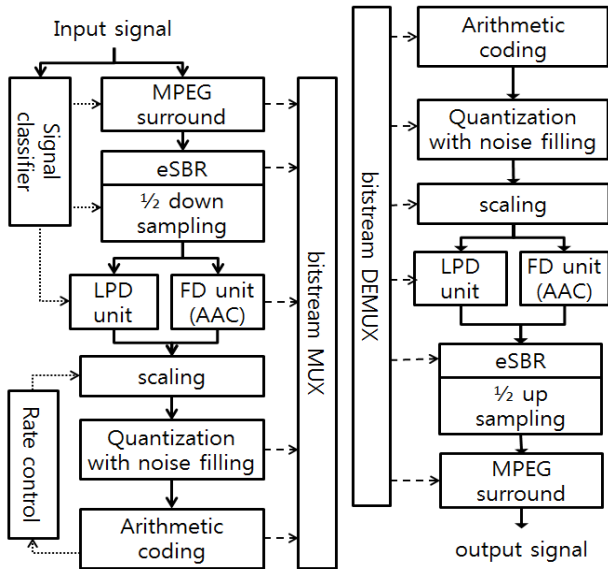 Input signal
Signal
classifier
MPEG
surround
eSBR
½ down
sampling
LPD
unit
FD unit
(AAC)
scaling
Rate control
Quantization
with noise filling
Arithmetic
coding
bitstream MUX
bitstream DEMUX
Arithmetic
coding
Quantization
with noise filling
scaling
LPD
unit
FD unit
(AAC)
eSBR
½ up
sampling
MPEG
surround
output signal